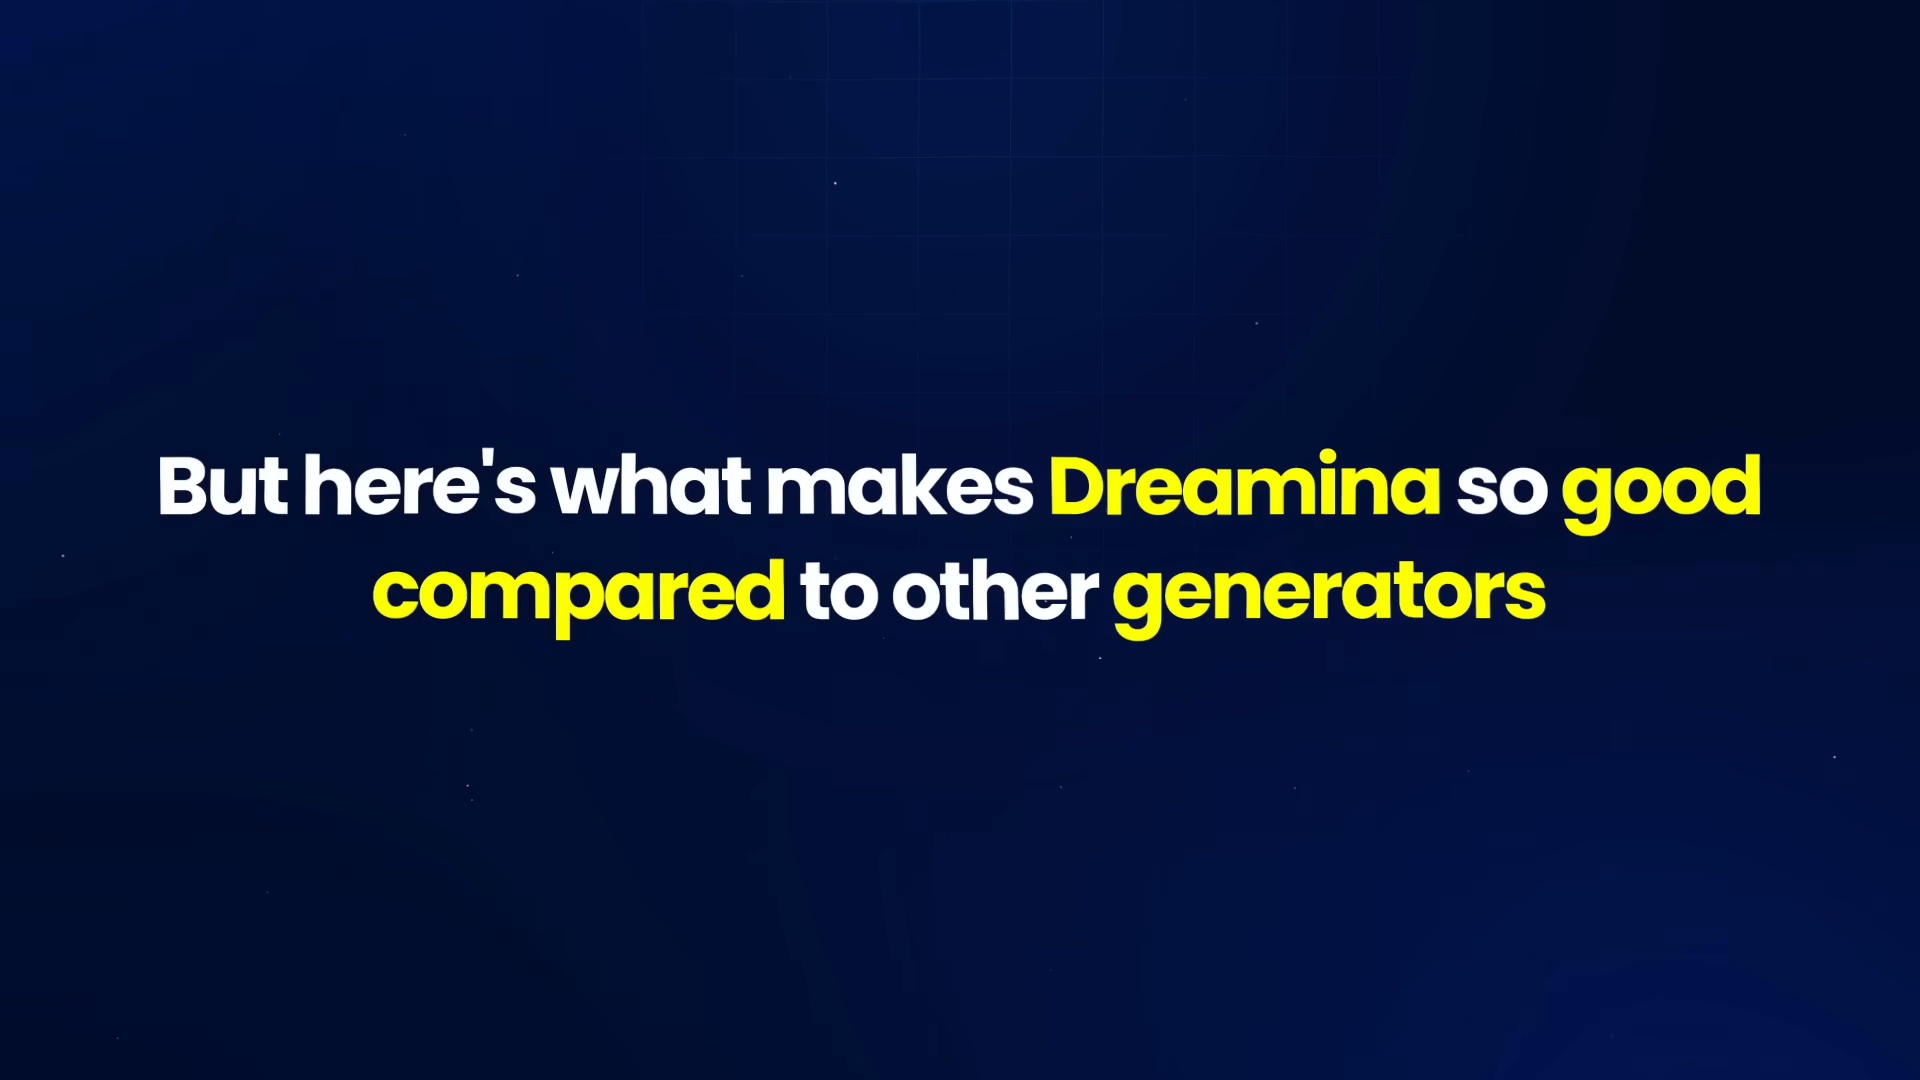 But here's what makes Dreamina so good
compared to other generators